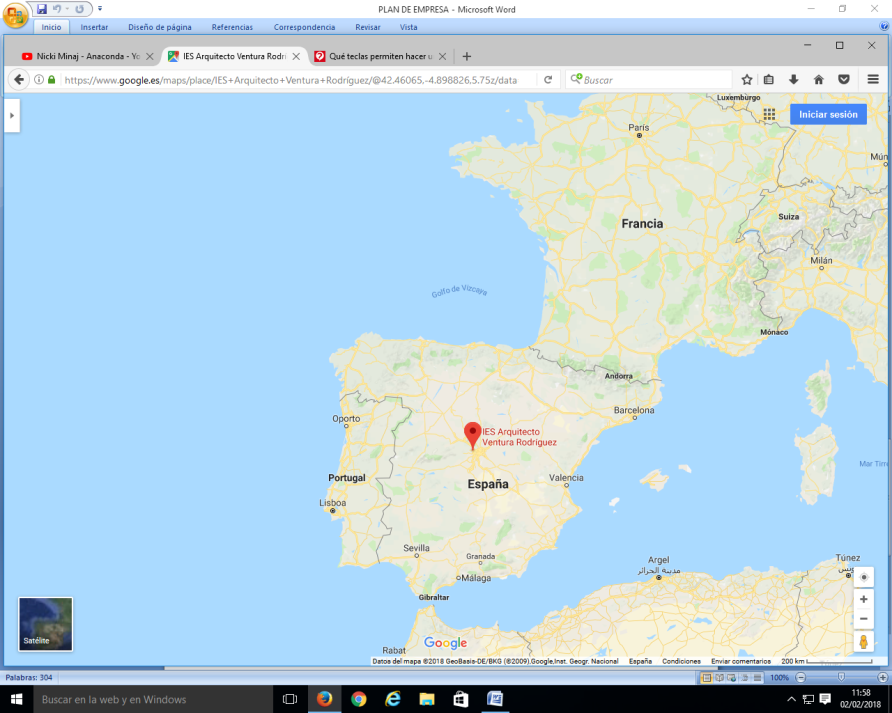 PLAN DE EMPRESA - Microsoft Word
Inicio Insertar Diseño de página Referencias Correspondencia Revisar Vista
Nicki Minaj - Anaconda - Yo
IES Arquitecto Ventura Rodrí
Qué teclas permiten hacer u
https://www.google.es/maps/place/IES+Arquitecto+Ventura+Rodríguez/@42.46065,-4.898826,5.75z/data
Buscar
Luxemburgo
Iniciar sesión
París
Mún
Francia
Suiza
Milán
Golfo de Vizcaya
Mónaco
Andorra
Barcelona
Oporto
IES Arquitecto
Ventura Rodriguez
Mar Tirre
Portugal
España
Valencia
Lisboa
Sevilla
Granada
Argel
مدينة الجزائر
Túnez
تونس
Málaga
Gibraltar
Satélite
Rabat
Google
Datos del mapa ©2018 GeoBasis-DE/BKG (©2009),Google,Inst. Geogr. Nacional España Condiciones Enviar comentarios 200 km
Palabras: 304
100%
Buscar en la web y en Windows
11:58
02/02/2018